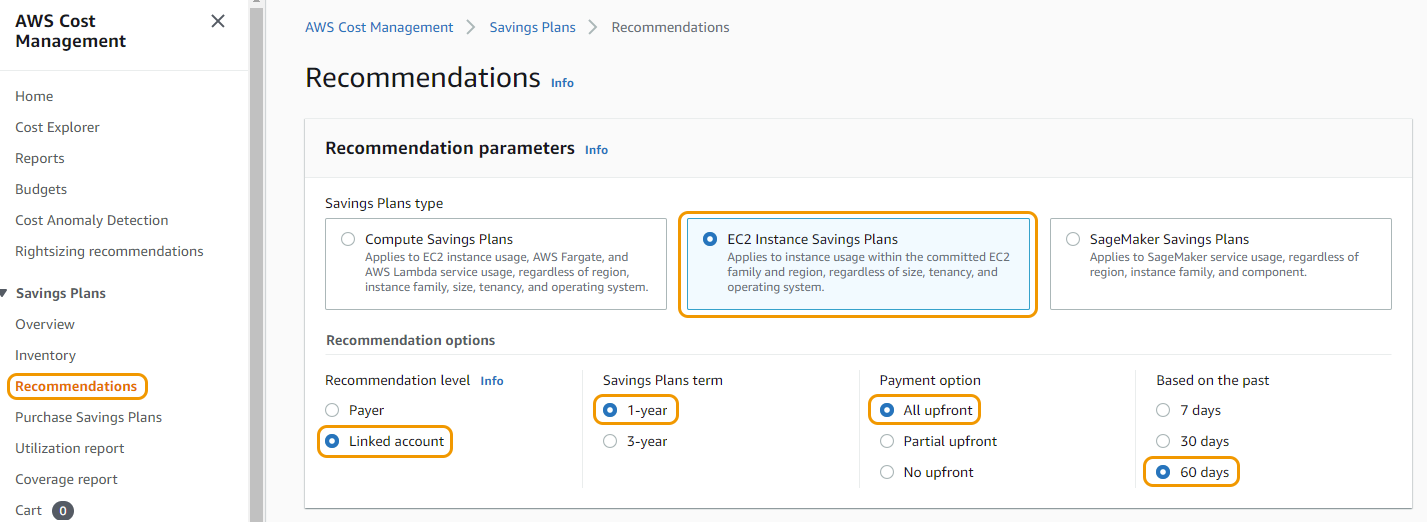 AWS Cost
Management
Home
Cost Explorer
Reports
Budgets
Cost Anomaly Detection
Rightsizing recommendations
Savings Plans
Overview
Inventory
Recommendations
Purchase Savings Plans
Utilization report
Coverage report
Cart 0
AWS Cost Management Savings Plans Recommendations
Recommendations Info
Recommendation parameters Info
Savings Plans type
Compute Savings Plans
Applies to EC2 instance usage, AWS Fargate, and
AWS Lambda service usage, regardless of region,
instance family, size, tenancy, and operating system.
EC2 Instance Savings Plans
Applies to instance usage within the committed EC2
family and region, regardless of size, tenancy, and
operating system.
SageMaker Savings Plans
Applies to SageMaker service usage, regardless of
region, instance family, and component.
Recommendation options
Recommendation level Info
Payer
Linked account
Savings Plans term
1-year
3-year
Payment option
All upfront
Partial upfront
No upfront
Based on the past
7 days
30 days
60 days